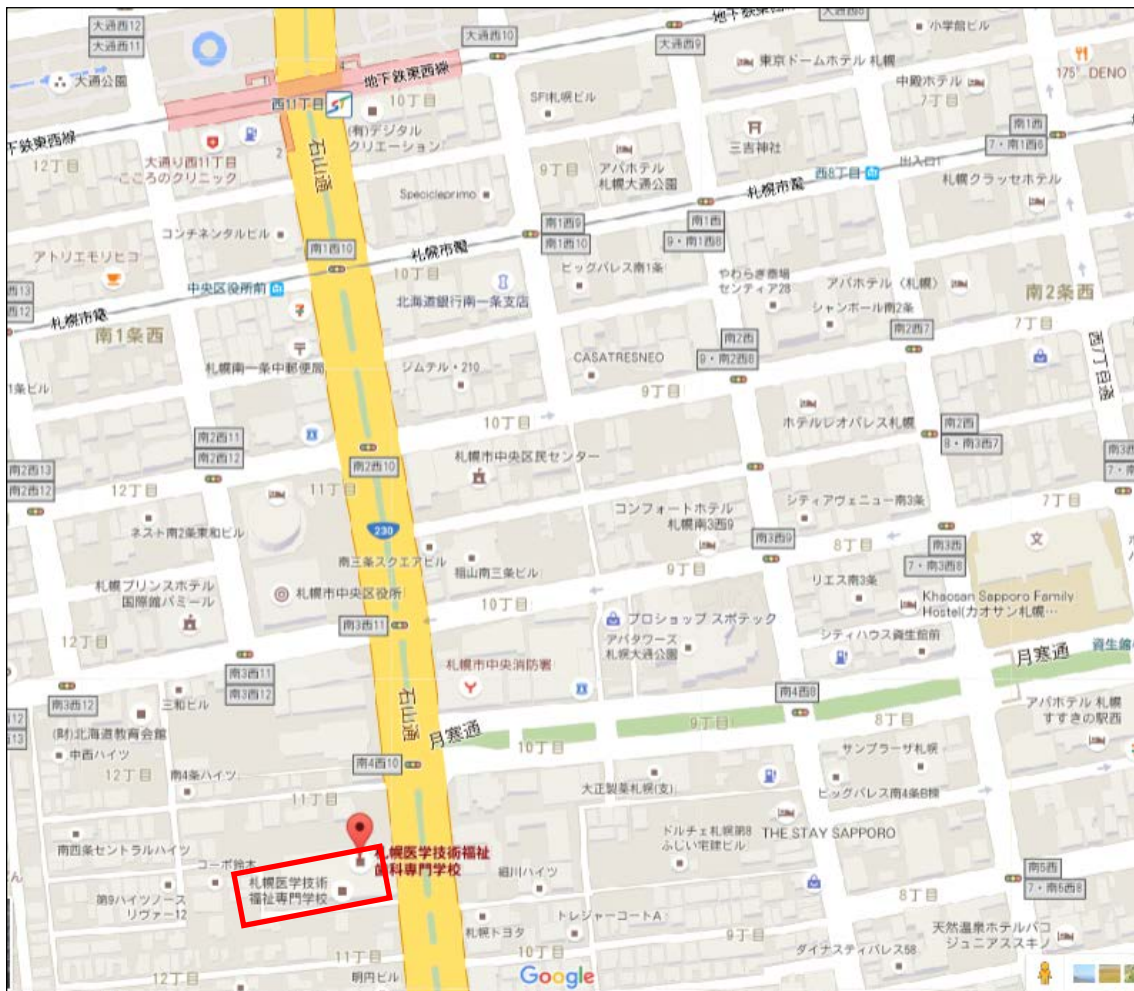 大通西12
大通西11
大通公園
地下鉄東西線
大通西10
大通西9
地下鉄東西
小学館ビル
東京ドームホテル 札幌
中殿ホテル
7丁目
175° DENO
西11丁目
10丁目
(有)デジタル
クリエーション
SFI札幌ビル
三吉神社
南1西
7・南1西6
下鉄東西線
12丁目
大通り西11丁目
こころのクリニック
2
石山通
9丁目
アパホテル
札幌大通公園
札幌市電
西8丁目
出入口1
札幌クラッセホテル
Specicleprimo
コンチネンタルビル
南1西10
札幌市電
南1西9
南1西10
南1西
9・南1西8
アトリエモリヒコ
中央区役所前
10丁目
北海道銀行南一条支店
ビッグパレス南1条
やわらぎ斎場
センティア28
アパホテル〈札幌〉
シャンボール南2条
南2条西
南2西7
7丁目
西13
西12
札幌市電
南1条西
札幌南一条中郵便局
ジムテル・210
CASATRESNEO
南2西
9・南2西8
西7丁目通
1条ビル
9丁目
10丁目
ホテルレオパレス札幌
南2西
8・南3西7
南2西11
南2西12
南2西10
札幌市中央区民センター
南2西13
南2西12
12丁目
11丁目
コンフォートホテル
札幌南3西9
シティアヴェニュー南3条
7丁目
ネスト南2条東和ビル
230
南3西9
8丁目
南3西
7・南3西8
文
南三条スクエアビル
福山南三条ビル
9丁目
リエス南3条
札幌プリンスホテル
国際館パミール
札幌市中央区役所
10丁目
Khaosan Sapporo Family
Hostel(カオサン札幌…
プロショップ スポテック
12丁目
南3西11
アパタワーズ
札幌大通公園
シティハウス資生館前
月寒通
資生館
札幌市中央消防署
南3西11
南3西12
南3西12
三和ビル
石山通
月寒通
南4西8
9丁目
8丁目
アパホテル 札幌
すすきの駅西
(財)北海道教育会館
中西ハイツ
10丁目
サンプラーザ札幌
12丁目
南4条ハイツ
南4西10
11丁目
大正製薬札幌(支)
ビッグパレス南4条B棟
南四条セントラルハイツ
コーポ鈴木
札幌医学技術福祉
歯科専門学校
ドルチェ札幌第8
ふじい宅建ビル
THE STAY SAPPORO
札幌医学技術
福祉専門学校
細川ハイツ
南5西
7・南5西8
第9ハイツノース
リヴァー12
トレジャーコートA
8丁目
札幌トヨタ
9丁目
天然温泉ホテルパコ
ジュニアススキノ
11丁目
10丁目
ダイナスティパレス58
12丁目
明円ビル
Google